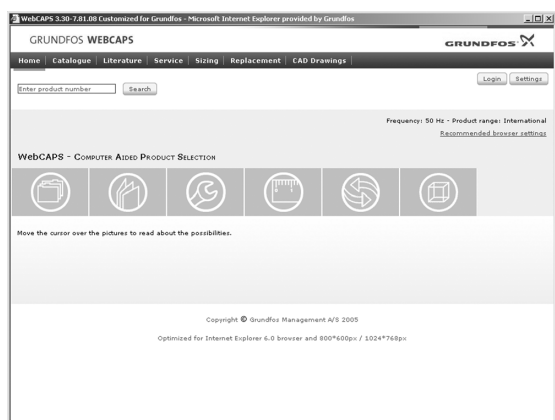 WebCAPS 3.30-7.81.08 Customized for Grundfos - Microsoft Internet Explorer provided by Grundfos
GRUNDFOS WEBCAPS
GRUNDFOS
Home | Catalogue | Literature | Service | Sizing | Replacement | CAD Drawings |
Login Settings
Enter product number Search
Frequency: 50 Hz - Product range: International
Recommended browser settings
WebCAPS - Computer Aided Product Selection
Move the cursor over the pictures to read about the possibilities.
Copyright © Grundfos Management A/S 2005
Optimized for Internet Explorer 6.0 browser and 800*600px / 1024*768px